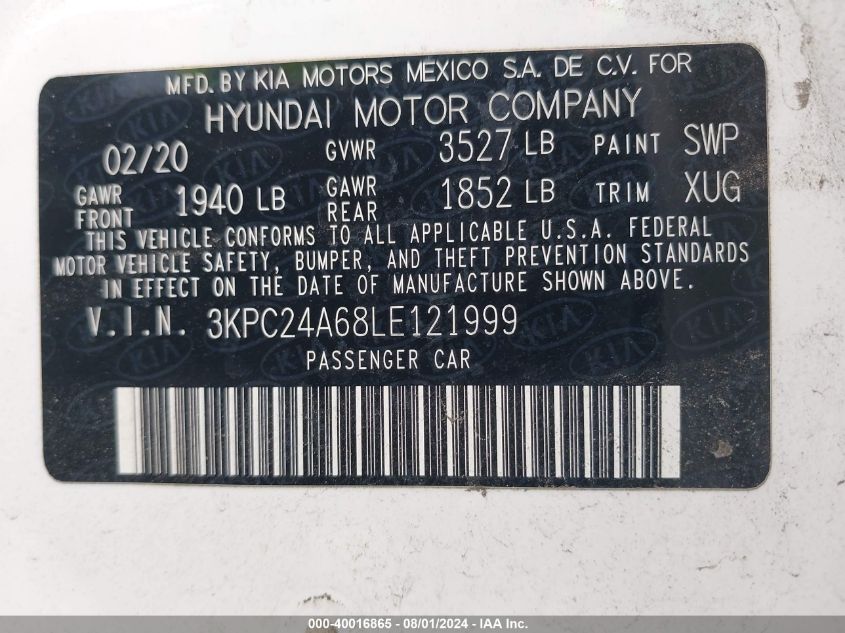 MFD. BY KIA MOTORS MEXICO S.A. DE C.V. FOR
HYUNDAI MOTOR COMPANY
02/20 GVWR 3527 LB PAINT SWP
GAWR FRONT 1940 LB GAWR REAR 1852 LB TRIM XUG
THIS VEHICLE CONFORMS TO ALL APPLICABLE U.S.A. FEDERAL
MOTOR VEHICLE SAFETY, BUMPER, AND THEFT PREVENTION STANDARDS
IN EFFECT ON THE DATE OF MANUFACTURE SHOWN ABOVE.
V.I.N. 3KPC24A68LE121999
PASSENGER CAR
000-40016865 - 08/01/2024 - IAA Inc.